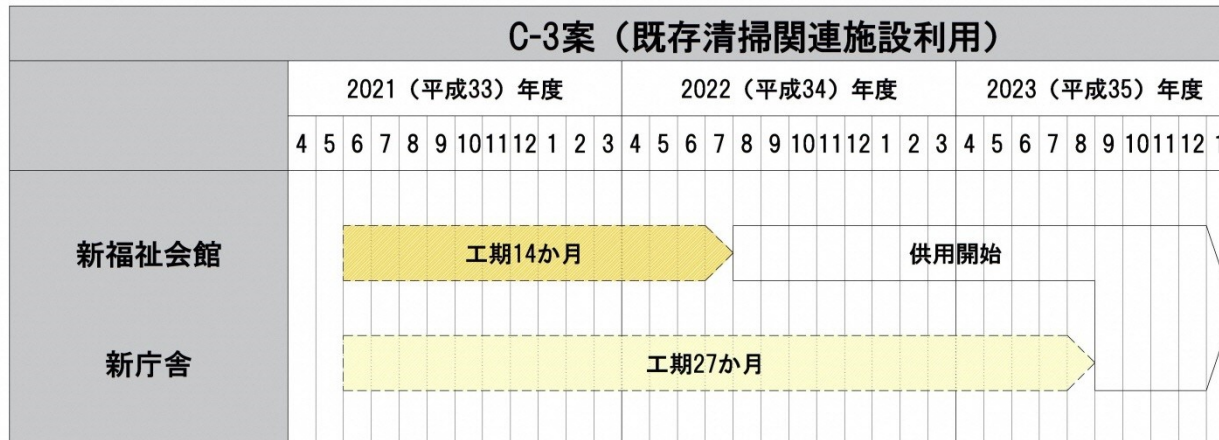 C-3案（既存清掃関連施設利用）
2021（平成33）年度 2022（平成34）年度 2023（平成35）年度
4 5 6 7 8 9 10 11 12 1 2 3 4 5 6 7 8 9 10 11 12 1 2 3 4 5 6 7 8 9 10 11 12 1
新福祉会館 工期14か月 供用開始
新庁舎 工期27か月